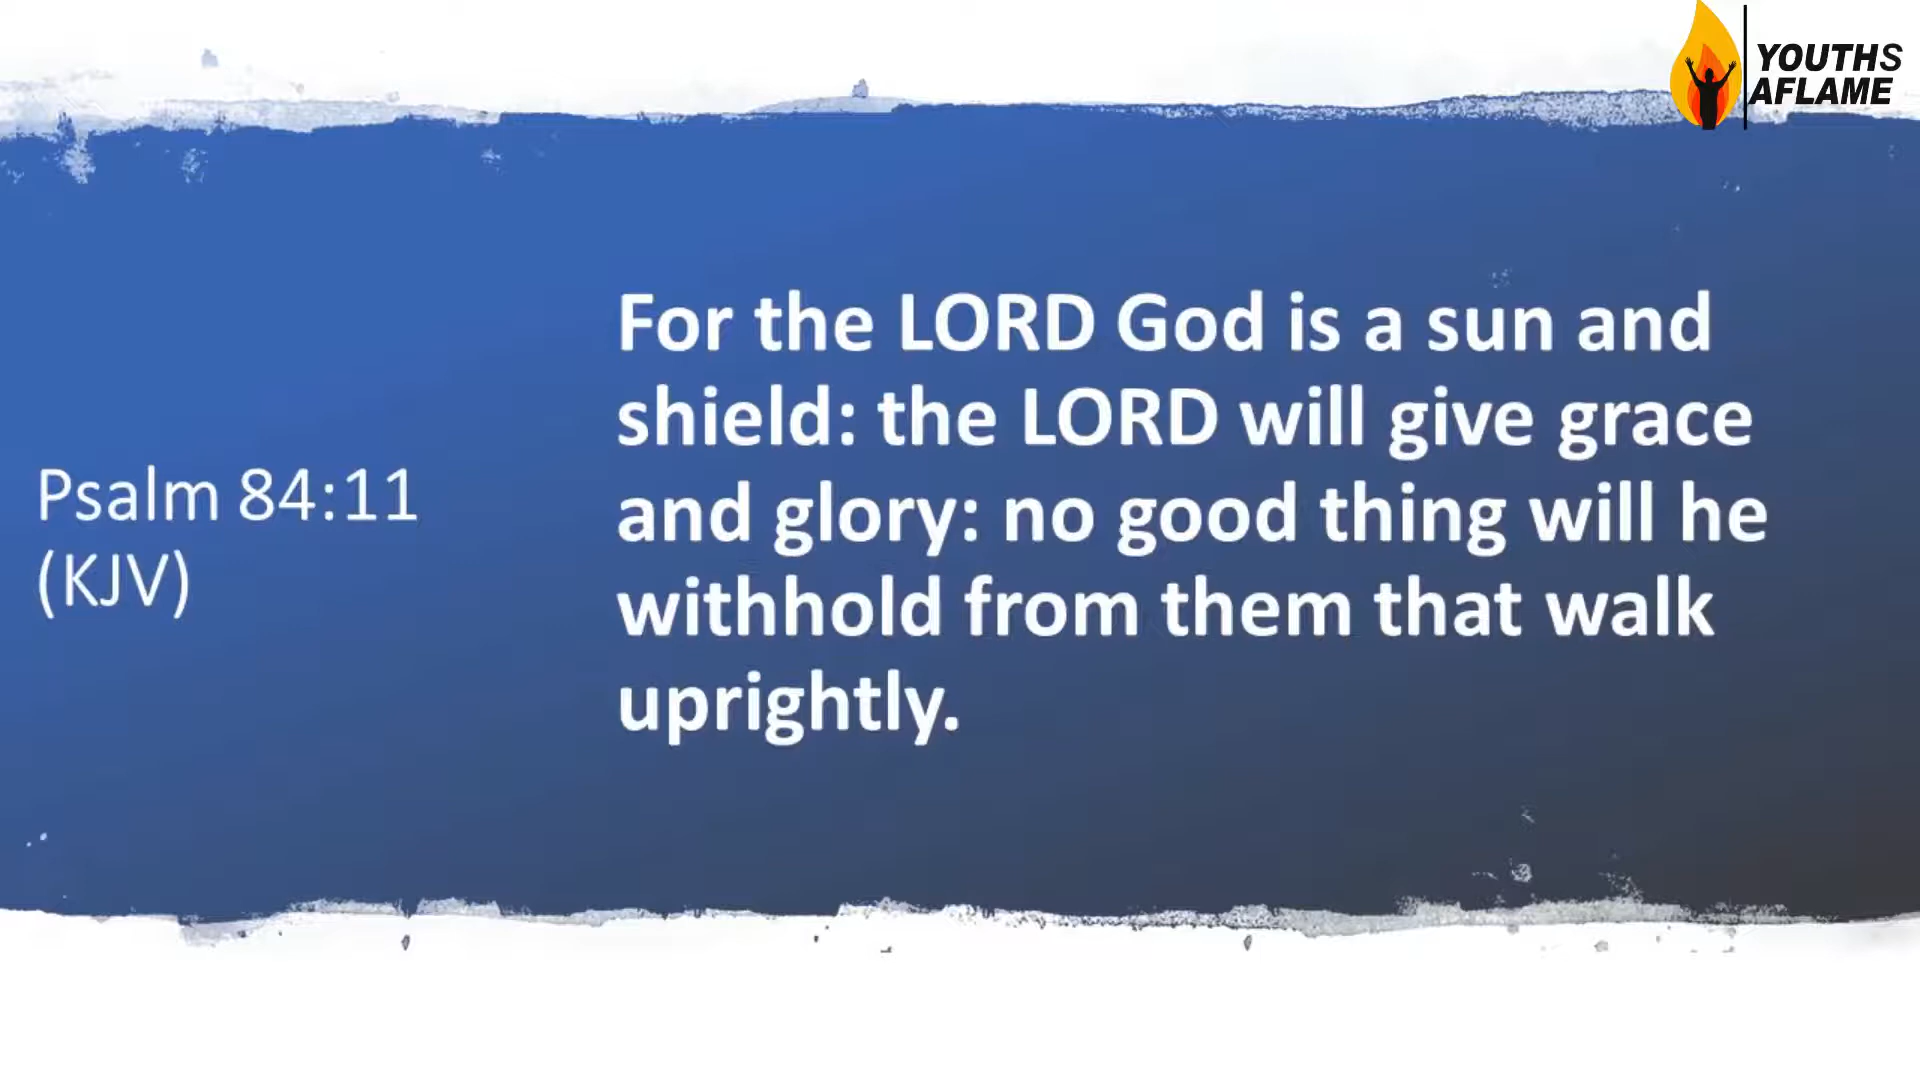 YOUTHS
AFLAME
Psalm 84:11
(KJV)
For the LORD God is a sun and
shield: the LORD will give grace
and glory: no good thing will he
withhold from them that walk
uprightly.